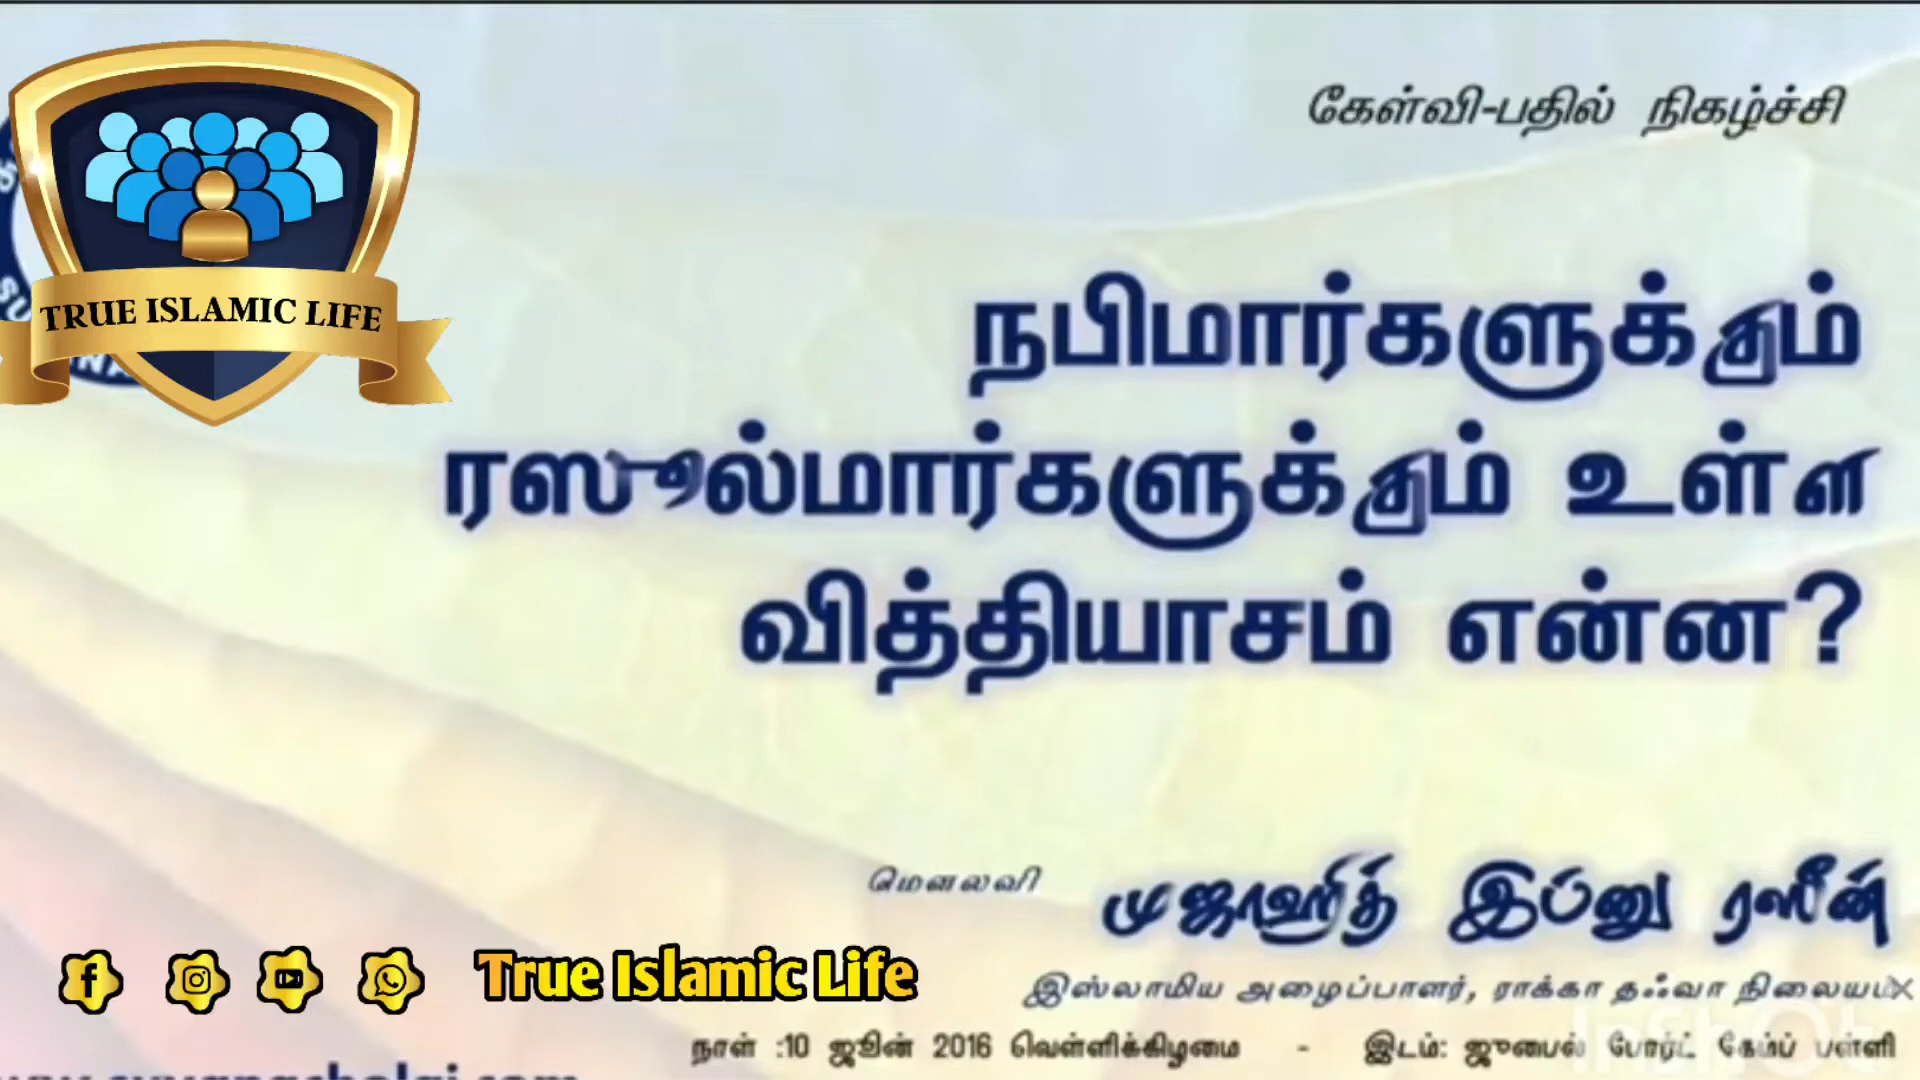 கேள்வி-பதில் நிகழ்ச்சி
TRUE ISLAMIC LIFE
நபிமார்களுக்கும்
ரஸூல்மார்களுக்கும் உள்ள
வித்தியாசம் என்ன?
மௌலவி முஜாஹித் இப்னு ரஸீன்
இஸ்லாமிய அழைப்பாளர், ராக்கா தஃவா நிலையம்
True Islamic Life
நாள் :10 ஜூன் 2016 வெள்ளிக்கிழமை - இடம்: ஜுபைல் போர்ட் கேம்ப் பள்ளி